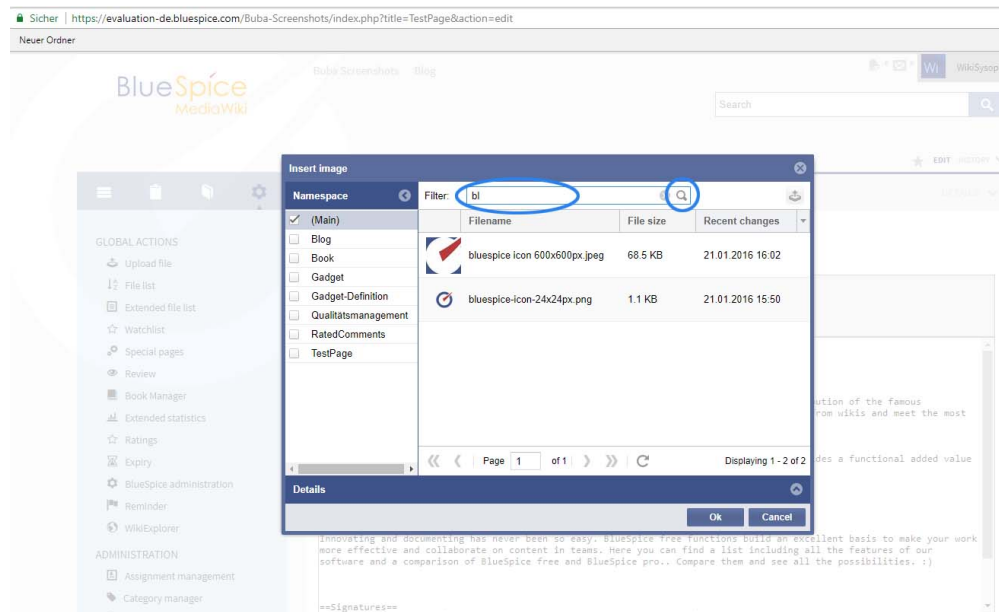 Sicher | https://evaluation-de.bluespice.com/Buba-Screenshots/index.php?title=TestPage&action=edit
Neuer Ordner
BlueSpice
MediaWiki
Buba Screenshots Blog
Wi WikiSysop
Search
EDIT HISTORY
Insert image
Namespace
Filter: bl
(Main)
Filename File size Recent changes
Blog
Book
Gadget
Gadget-Definition
Qualitätsmanagement
RatedComments
TestPage
bluespice icon 600x600px.jpeg 68.5 KB 21.01.2016 16:02
bluespice-icon-24x24px.png 1.1 KB 21.01.2016 15:50
Page 1 of 1
Displaying 1 - 2 of 2
Details
Ok Cancel
GLOBAL ACTIONS
Upload file
File list
Extended file list
Watchlist
Special pages
Review
Book Manager
Extended statistics
Ratings
Expiry
BlueSpice administration
Reminder
WikiExplorer
ADMINISTRATION
Assignment management
Category manager
ution of the famous
rom wikis and meet the most
des a functional added value
Innovating and documenting has never been so easy. BlueSpice free functions build an excellent basis to make your work
more effective and collaborate on content in teams. Here you can find a list including all the features of our
software and a comparison of BlueSpice free and BlueSpice pro.. Compare them and see all the possibilities. :)
==Signatures==